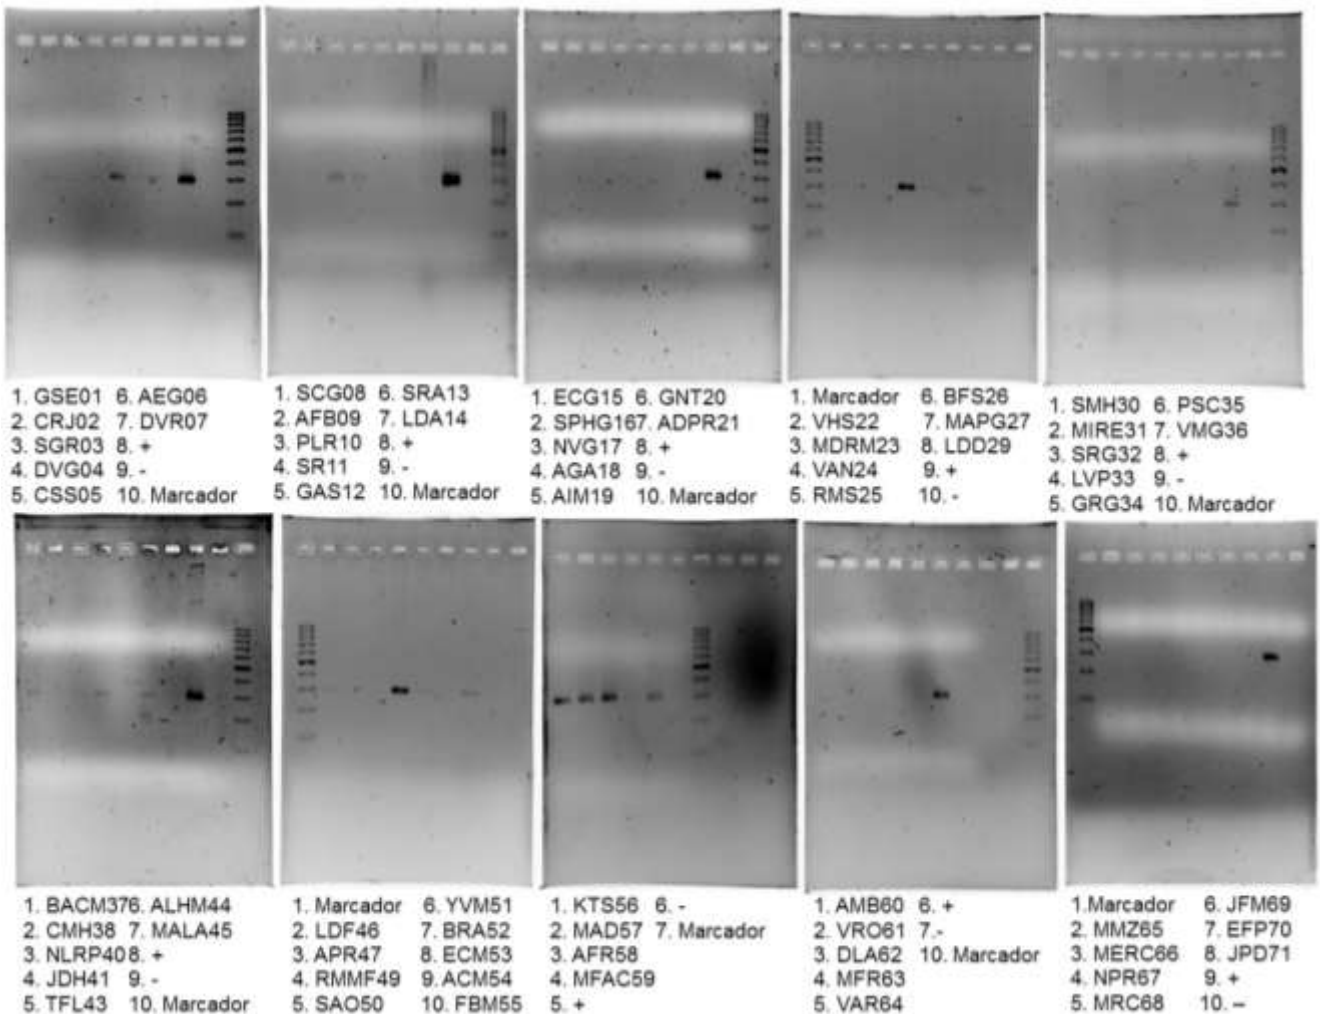 1. GSE01 6. AEG06
2. CRJ02 7. DVR07
3. SGR03 8. +
4. DVG04 9. -
5. CSS05 10. Marcador
1. SCG08 6. SRA13
2. AFB09 7. LDA14
3. PLR10 8. +
4. SR11 9. -
5. GAS12 10. Marcador
1. ECG15 6. GNT20
2. SPHG167. ADPR21
3. NVG17 8. +
4. AGA18 9. -
5. AIM19 10. Marcador
1. Marcador 6. BFS26
2. VHS22 7. MAPG27
3. MDRM23 8. LDD29
4. VAN24 9. +
5. RMS25 10. -
1. SMH30 6. PSC35
2. MIRE31 7. VMG36
3. SRG32 8. +
4. LVP33 9. -
5. GRG34 10. Marcador
1. BACM376. ALHM44
2. CMH38 7. MALA45
3. NLRP408. +
4. JDH41 9. -
5. TFL43 10. Marcador
1. Marcador 6. YVM51
2. LDF46 7. BRA52
3. APR47 8. ECM53
4. RMMF49 9. ACM54
5. SAO50 10. FBM55
1. KTS56 6. -
2. MAD57 7. Marcador
3. AFR58
4. MFAC59
5. +
1. AMB60 6. +
2. VRO61 7.-
3. DLA62 10. Marcador
4. MFR63
5. VAR64
1.Marcador 6. JFM69
2. MMZ65 7. EFP70
3. MERC66 8. JPD71
4. NPR67 9. +
5. MRC68 10. –